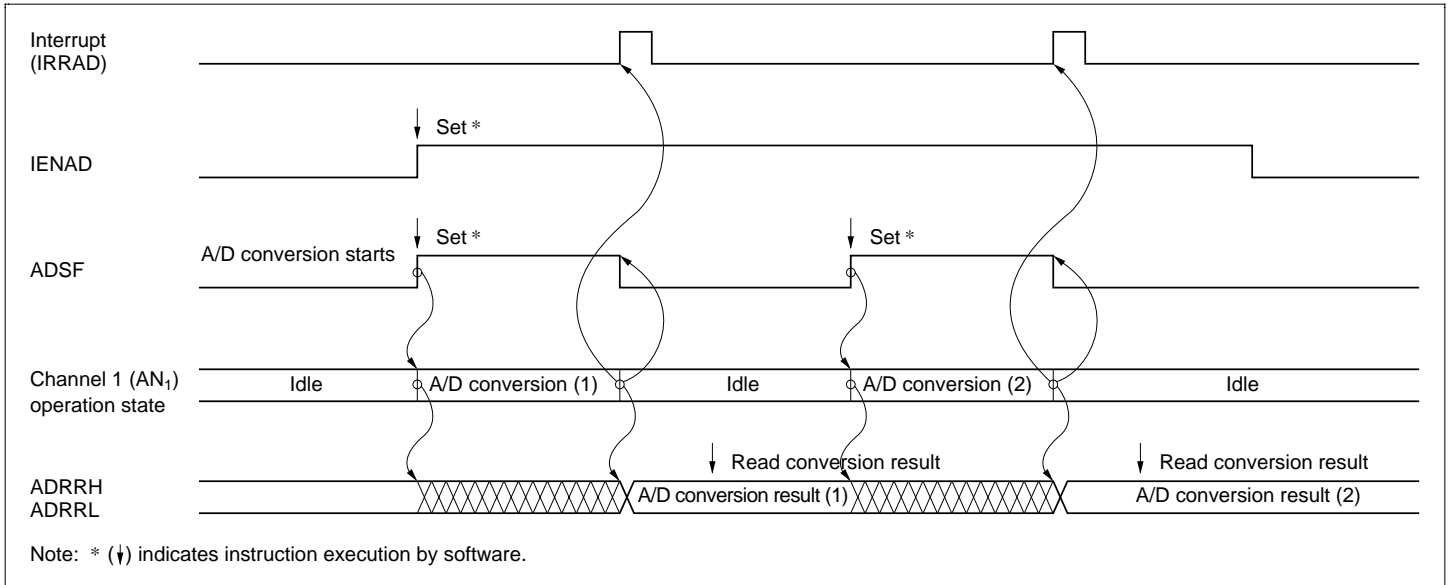 Interrupt
(IRRAD)
Set *
IENAD
Set *
Set *
A/D conversion starts
ADSF
Channel 1 (AN₁)
operation state
Idle
A/D conversion (1)
Idle
A/D conversion (2)
Idle
Read conversion result
Read conversion result
ADRRH
ADRRL
A/D conversion result (1)
A/D conversion result (2)
Note: * (↓) indicates instruction execution by software.